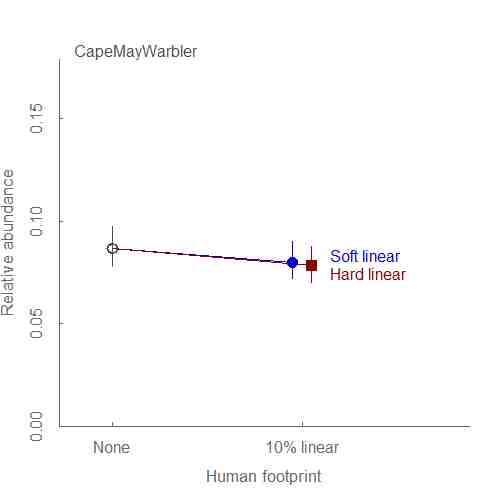 CapeMayWarbler
Relative abundance
0.15
0.10
0.05
0.00
Soft linear
Hard linear
None
10% linear
Human footprint